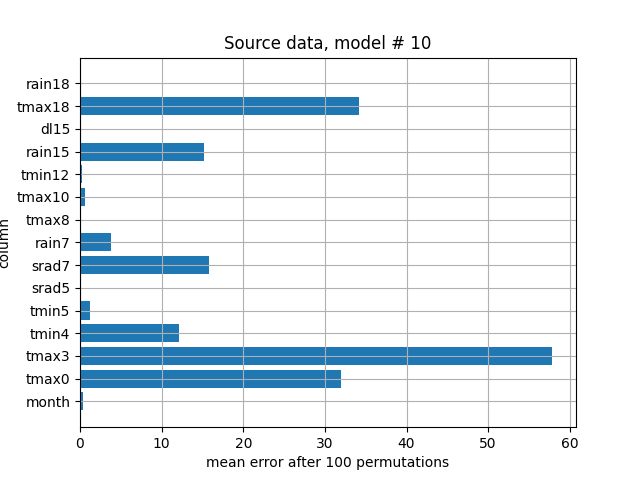 Source data, model # 10
rain18
tmax18
dl15
rain15
tmin12
tmax10
tmax8
rain7
srad7
srad5
tmin5
tmin4
tmax3
tmax0
month
column
0 10 20 30 40 50 60
mean error after 100 permutations